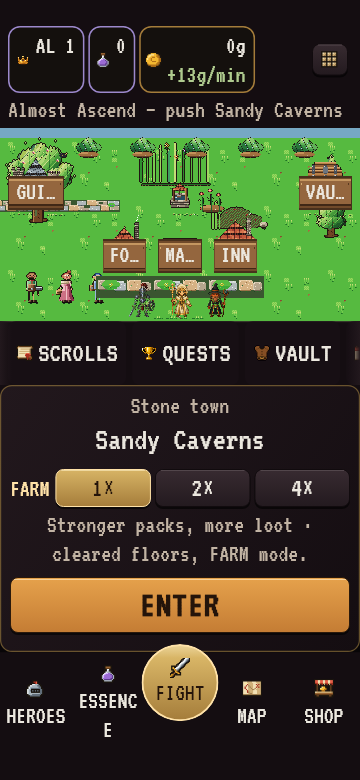 AL 1
0
0g
+13g/min
Almost Ascend – push Sandy Caverns
GUI…
VAU…
FO…
MA…
INN
SCROLLS
QUESTS
VAULT
Stone town
Sandy Caverns
FARM
1X
2X
4X
Stronger packs, more loot ·
cleared floors, FARM mode.
ENTER
HEROES
ESSENC
E
FIGHT
MAP
SHOP